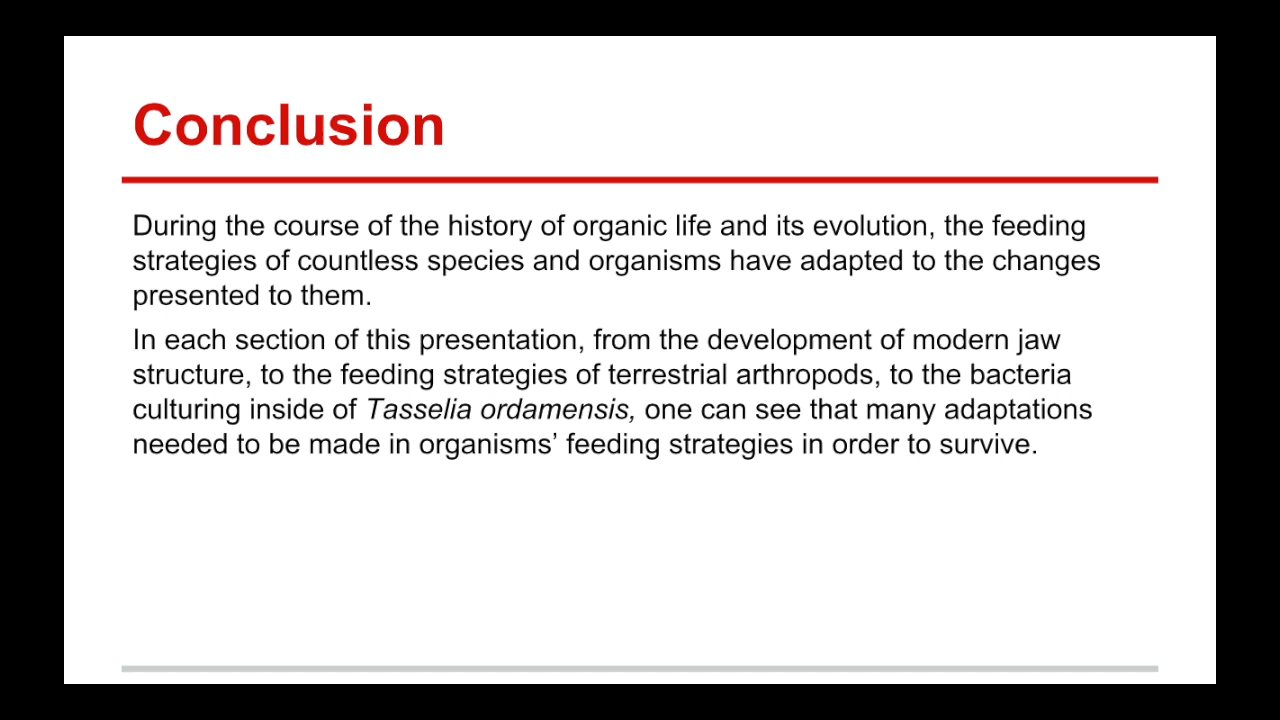 Conclusion
During the course of the history of organic life and its evolution, the feeding
strategies of countless species and organisms have adapted to the changes
presented to them.
In each section of this presentation, from the development of modern jaw
structure, to the feeding strategies of terrestrial arthropods, to the bacteria
culturing inside of Tasselia ordamensis, one can see that many adaptations
needed to be made in organisms’ feeding strategies in order to survive.